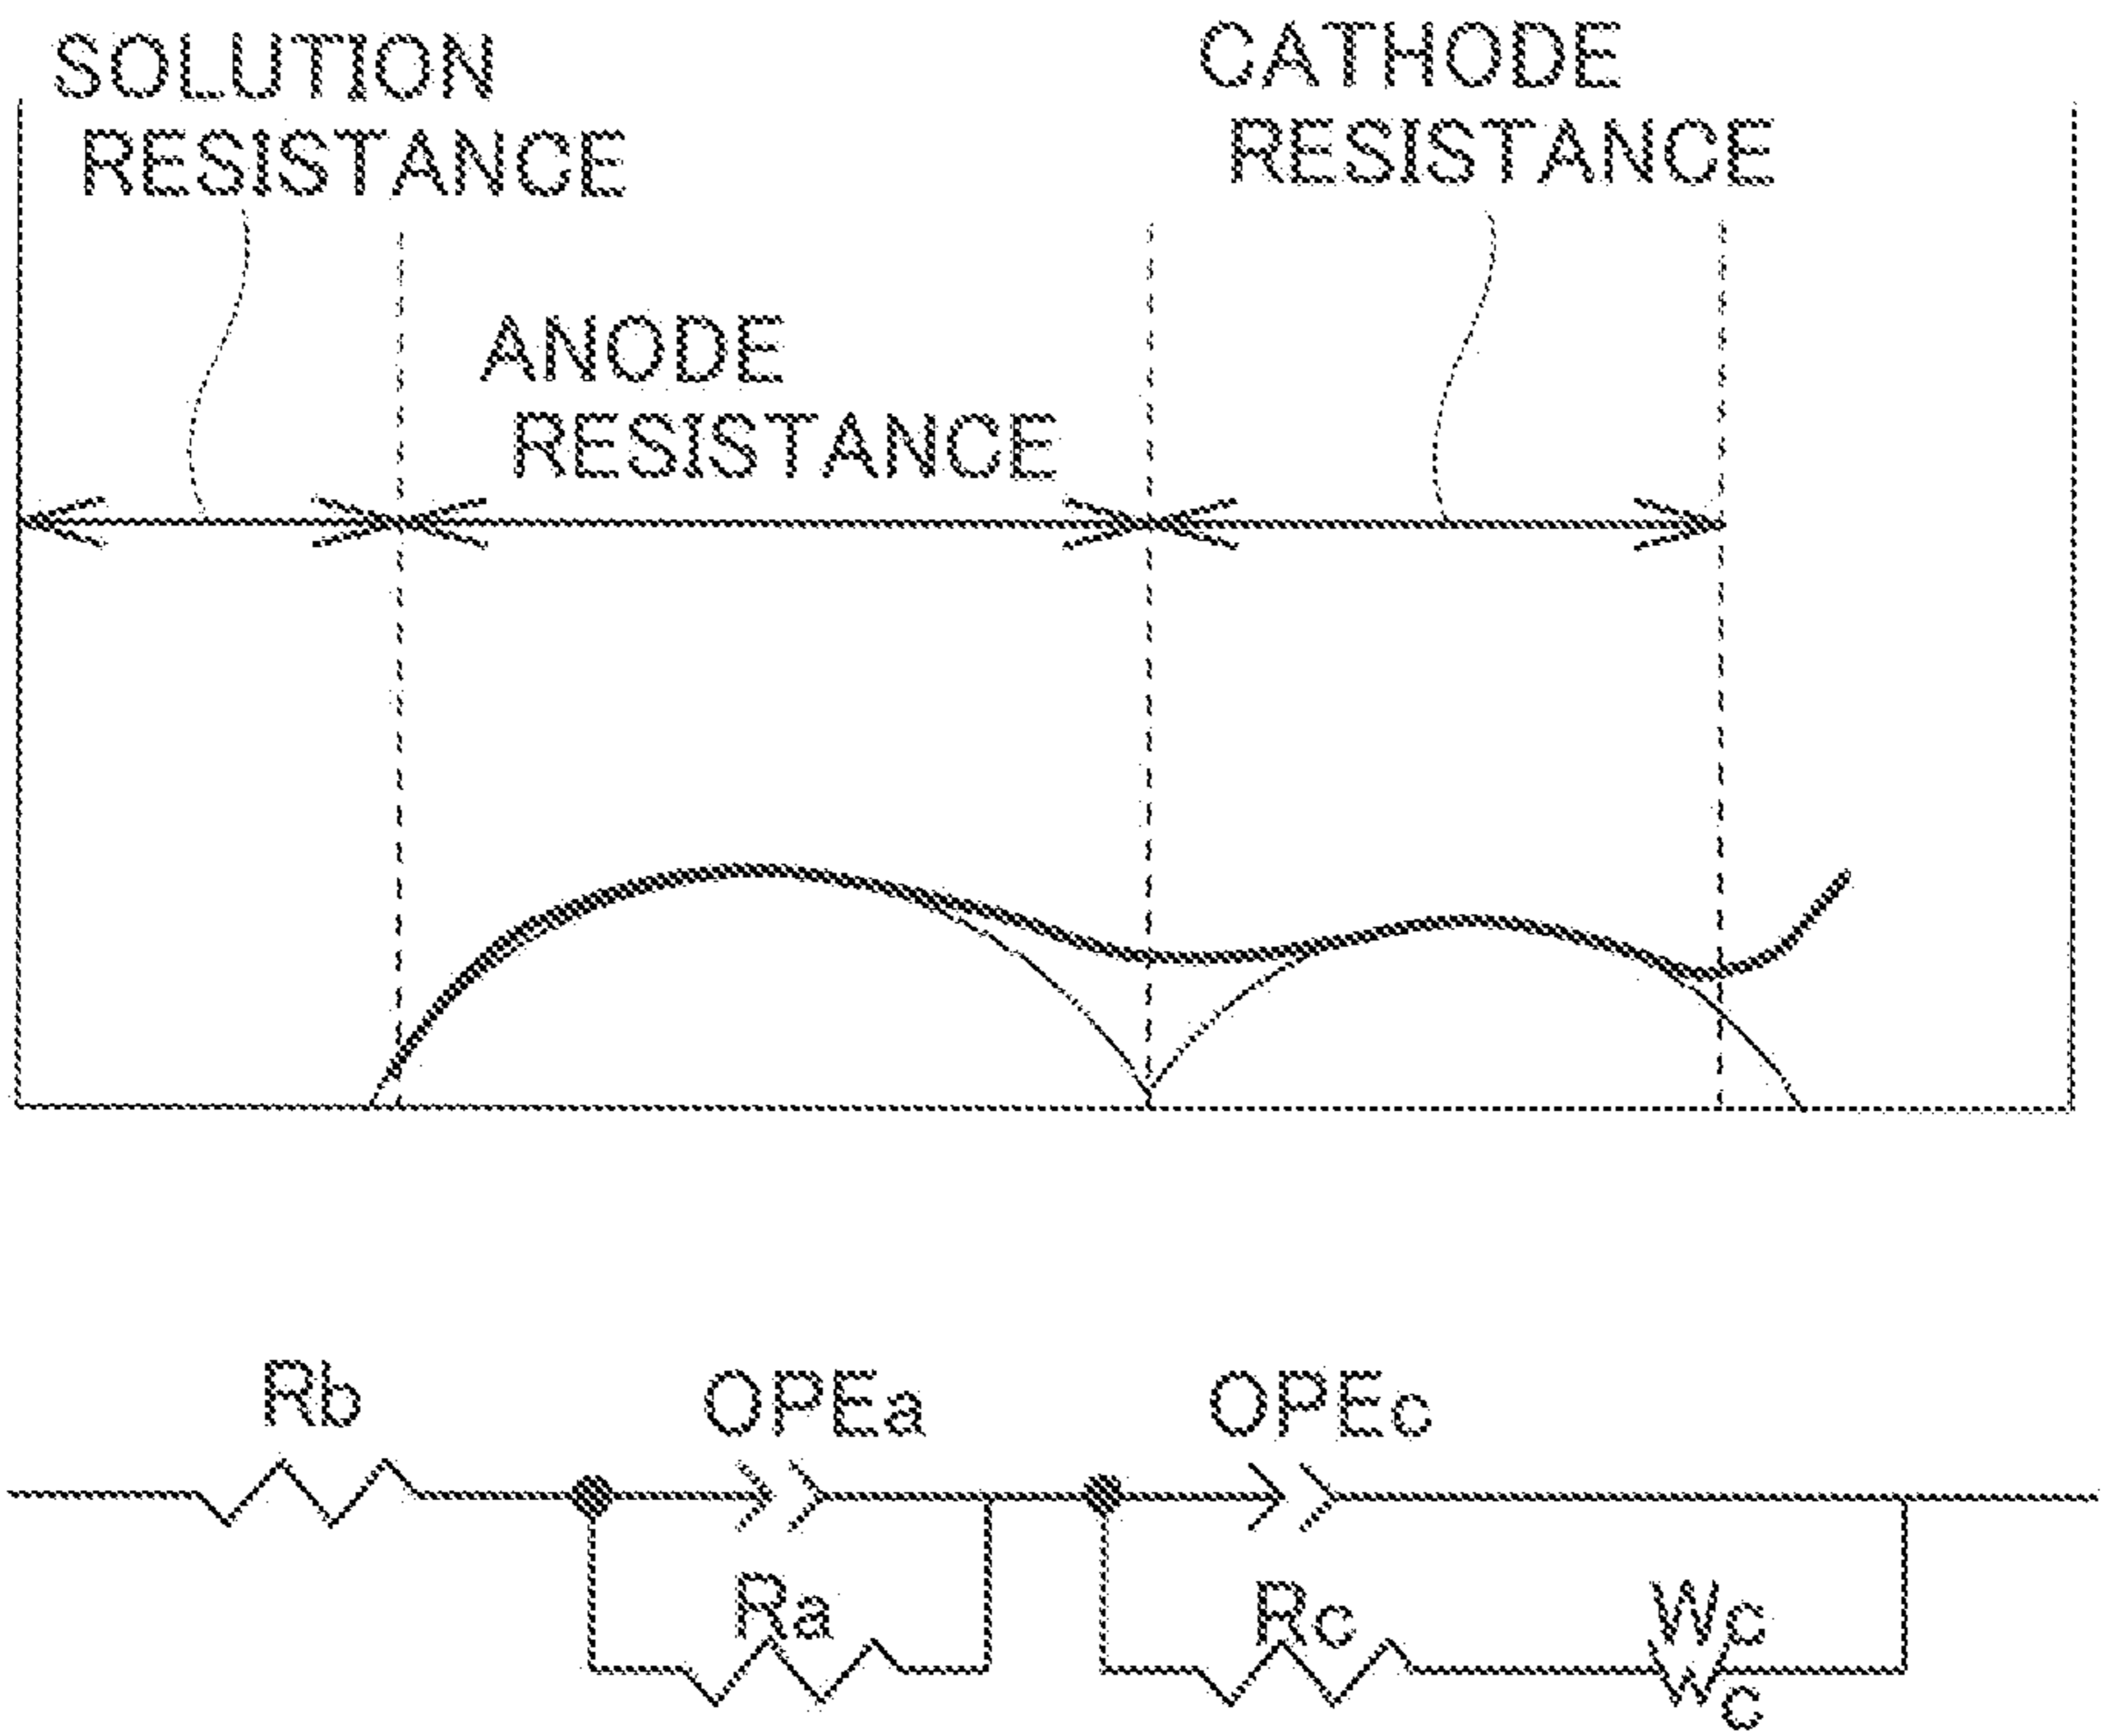 SOLUTION
RESISTANCE
CATHODE
RESISTANCE
ANODE
RESISTANCE
Rb
OPEa
OPEc
Ra
Rc
Wc
Wc